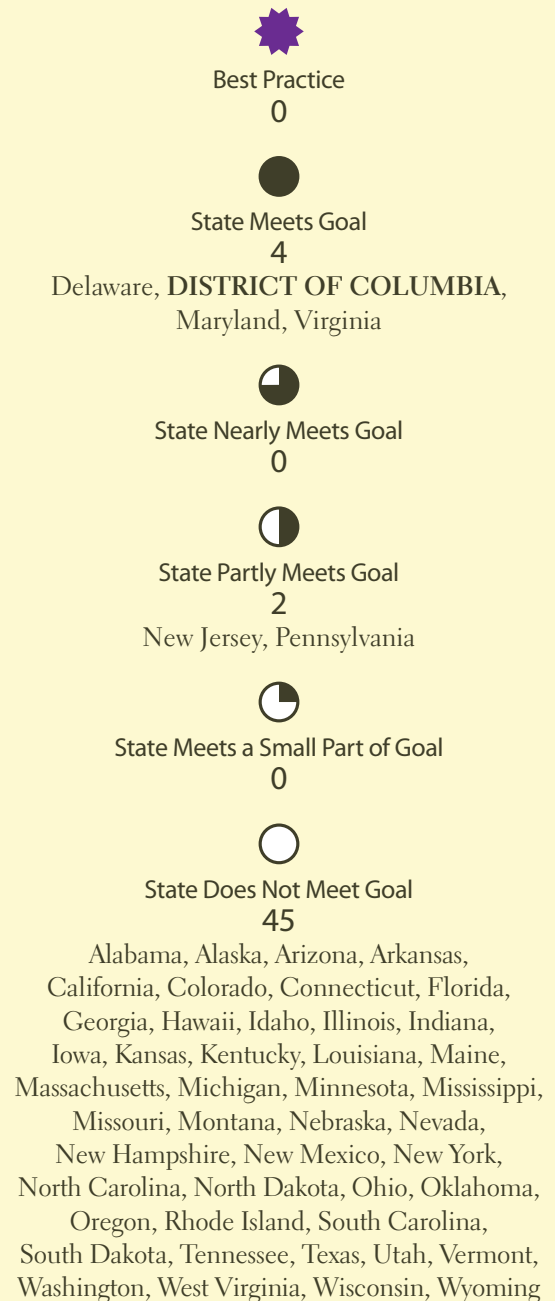 Best Practice
0
State Meets Goal
4
Delaware, DISTRICT OF COLUMBIA,
Maryland, Virginia
State Nearly Meets Goal
0
State Partly Meets Goal
2
New Jersey, Pennsylvania
State Meets a Small Part of Goal
0
State Does Not Meet Goal
45
Alabama, Alaska, Arizona, Arkansas,
California, Colorado, Connecticut, Florida,
Georgia, Hawaii, Idaho, Illinois, Indiana,
Iowa, Kansas, Kentucky, Louisiana, Maine,
Massachusetts, Michigan, Minnesota, Mississippi,
Missouri, Montana, Nebraska, Nevada,
New Hampshire, New Mexico, New York,
North Carolina, North Dakota, Ohio, Oklahoma,
Oregon, Rhode Island, South Carolina,
South Dakota, Tennessee, Texas, Utah, Vermont,
Washington, West Virginia, Wisconsin, Wyoming